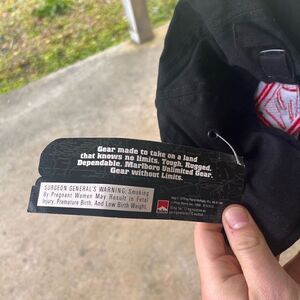 Gear made to take on a land
that knows no limits. Tough. Rugged.
Dependable. Marlboro Unlimited Gear.
Gear without Limits.
SURGEON GENERAL'S WARNING: Smoking
By Pregnant Women May Result in Fetal
Injury, Premature Birth, And Low Birth Weight.